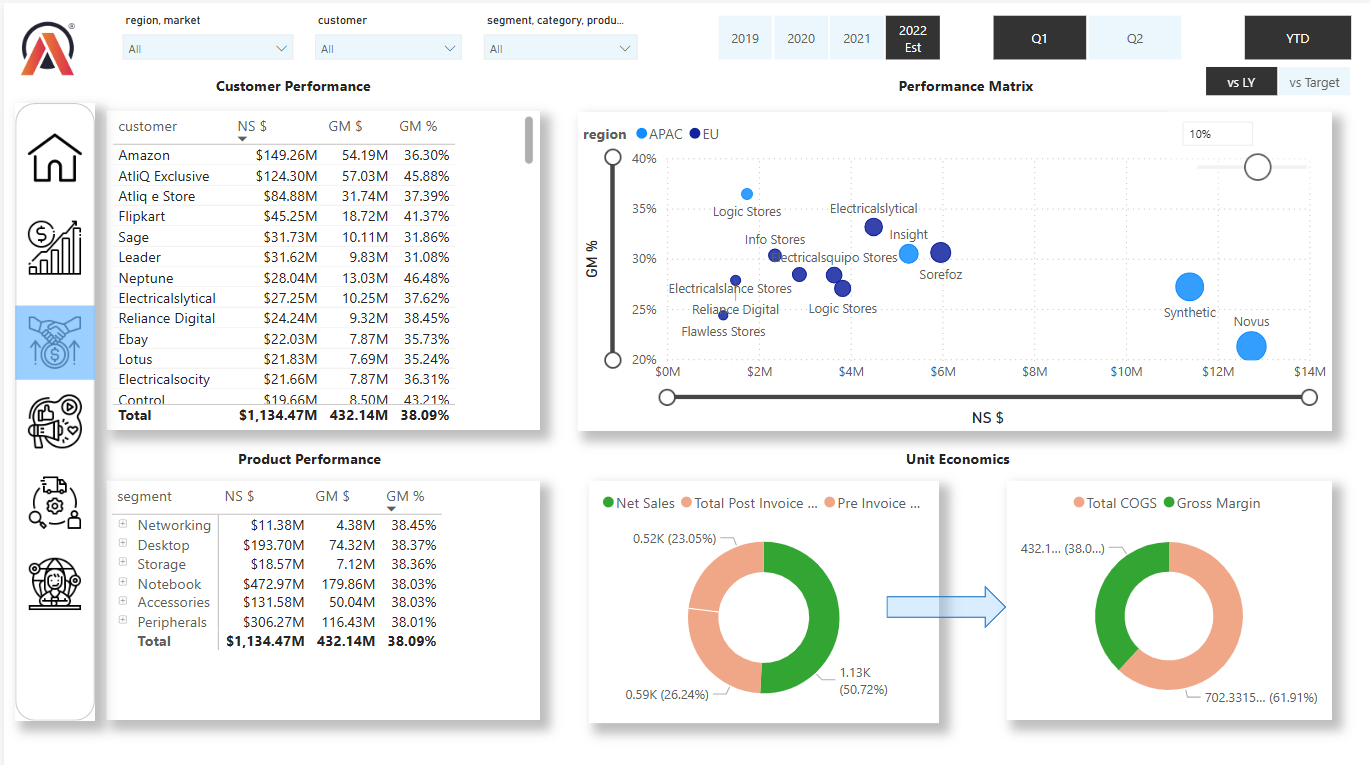 region, market
customer
segment, category, produ...
All
All
All
2019
2020
2021
2022 Est
Q1
Q2
YTD
vs LY
vs Target
Customer Performance
customer NS $ GM $ GM %
Amazon $149.26M 54.19M 36.30%
AtliQ Exclusive $124.30M 57.03M 45.88%
Atliq e Store $84.88M 31.74M 37.39%
Flipkart $45.25M 18.72M 41.37%
Sage $31.73M 10.11M 31.86%
Leader $31.62M 9.83M 31.08%
Neptune $28.04M 13.03M 46.48%
Electricalslytical $27.25M 10.25M 37.62%
Reliance Digital $24.24M 9.32M 38.45%
Ebay $22.03M 7.87M 35.73%
Lotus $21.83M 7.69M 35.24%
Electricalsocity $21.66M 7.87M 36.31%
Control $19.66M 8.50M 43.21%
Total $1,134.47M 432.14M 38.09%
Performance Matrix
region APAC EU
10%
40%
35%
30%
25%
20%
GM %
Logic Stores
Electricalslytical
Insight
Info Stores
Electricalsquipo Stores
Sorefoz
Electricalslance Stores
Reliance Digital
Logic Stores
Flawless Stores
Synthetic
Novus
$0M $2M $4M $6M $8M $10M $12M $14M
NS $
Product Performance
segment NS $ GM $ GM %
Networking $11.38M 4.38M 38.45%
Desktop $193.70M 74.32M 38.37%
Storage $18.57M 7.12M 38.36%
Notebook $472.97M 179.86M 38.03%
Accessories $131.58M 50.04M 38.03%
Peripherals $306.27M 116.43M 38.01%
Total $1,134.47M 432.14M 38.09%
Unit Economics
Net Sales Total Post Invoice ... Pre Invoice ...
0.52K (23.05%)
0.59K (26.24%)
1.13K
(50.72%)
Total COGS Gross Margin
432.1... (38.0...)
702.3315... (61.91%)